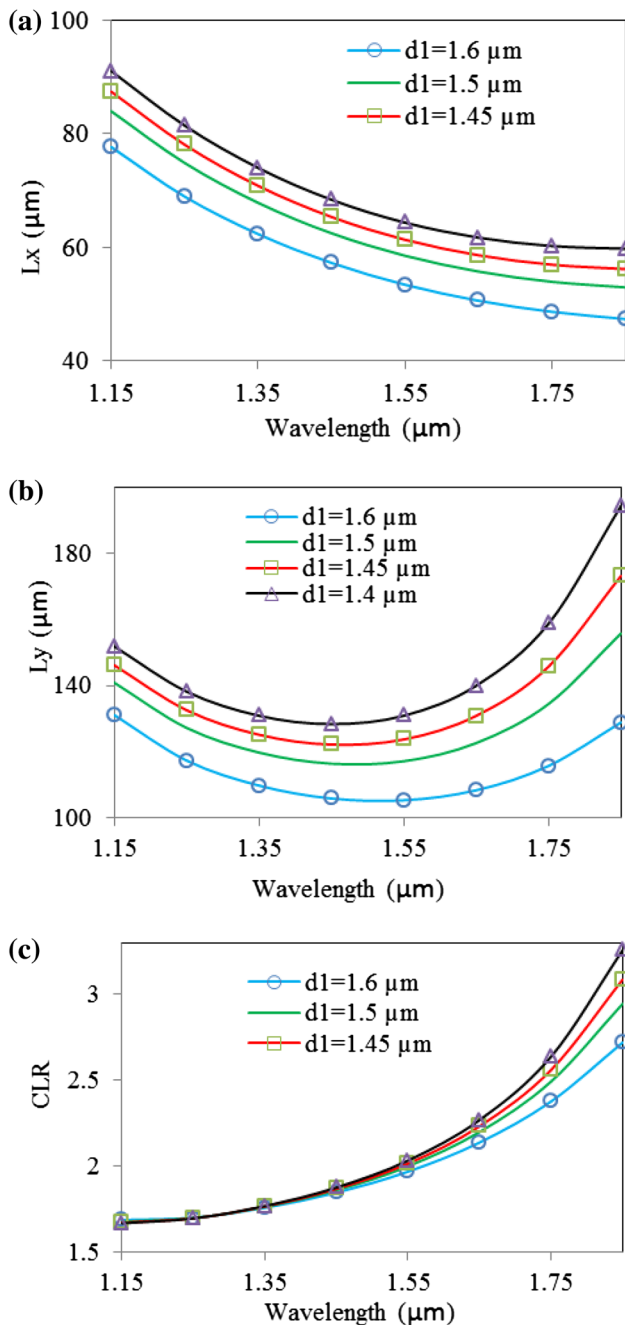 (a)
100
80
60
40
Lx (μm)
d1=1.6 μm
d1=1.5 μm
d1=1.45 μm
1.15 1.35 1.55 1.75
Wavelength (μm)
(b)
180
140
100
Ly (μm)
d1=1.6 μm
d1=1.5 μm
d1=1.45 μm
d1=1.4 μm
1.15 1.35 1.55 1.75
Wavelength (μm)
(c)
3
2.5
2
1.5
CLR
d1=1.6 μm
d1=1.5 μm
d1=1.45 μm
1.15 1.35 1.55 1.75
Wavelength (μm)